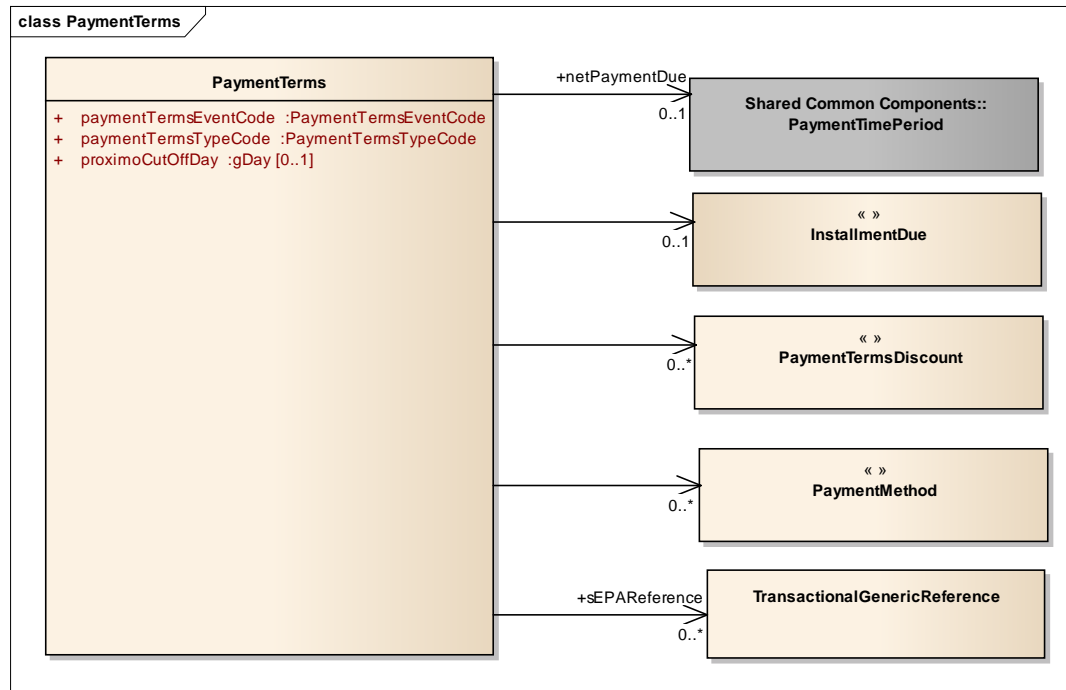 class PaymentTerms
PaymentTerms
+ paymentTermsEventCode :PaymentTermsEventCode
+ paymentTermsTypeCode :PaymentTermsTypeCode
+ proximoCutOffDay :gDay [0..1]
+netPaymentDue
0..1
Shared Common Components::
PaymentTimePeriod
0..1
« »
InstallmentDue
0..*
« »
PaymentTermsDiscount
0..*
« »
PaymentMethod
+sEPAReference
0..*
TransactionalGenericReference